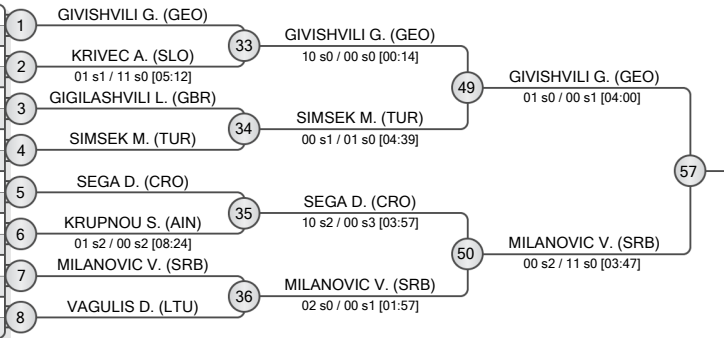 1
GIVISHVILI G. (GEO)
2
KRIVEC A. (SLO)
01 s1 / 11 s0 [05:12]
3
GIGILASHVILI L. (GBR)
4
SIMSEK M. (TUR)
5
SEGA D. (CRO)
6
KRUPNOU S. (AIN)
01 s2 / 00 s2 [08:24]
7
MILANOVIC V. (SRB)
8
VAGULIS D. (LTU)
33
GIVISHVILI G. (GEO)
10 s0 / 00 s0 [00:14]
34
SIMSEK M. (TUR)
00 s1 / 01 s0 [04:39]
35
SEGA D. (CRO)
10 s2 / 00 s3 [03:57]
36
MILANOVIC V. (SRB)
02 s0 / 00 s1 [01:57]
49
GIVISHVILI G. (GEO)
01 s0 / 00 s1 [04:00]
50
MILANOVIC V. (SRB)
00 s2 / 11 s0 [03:47]
57